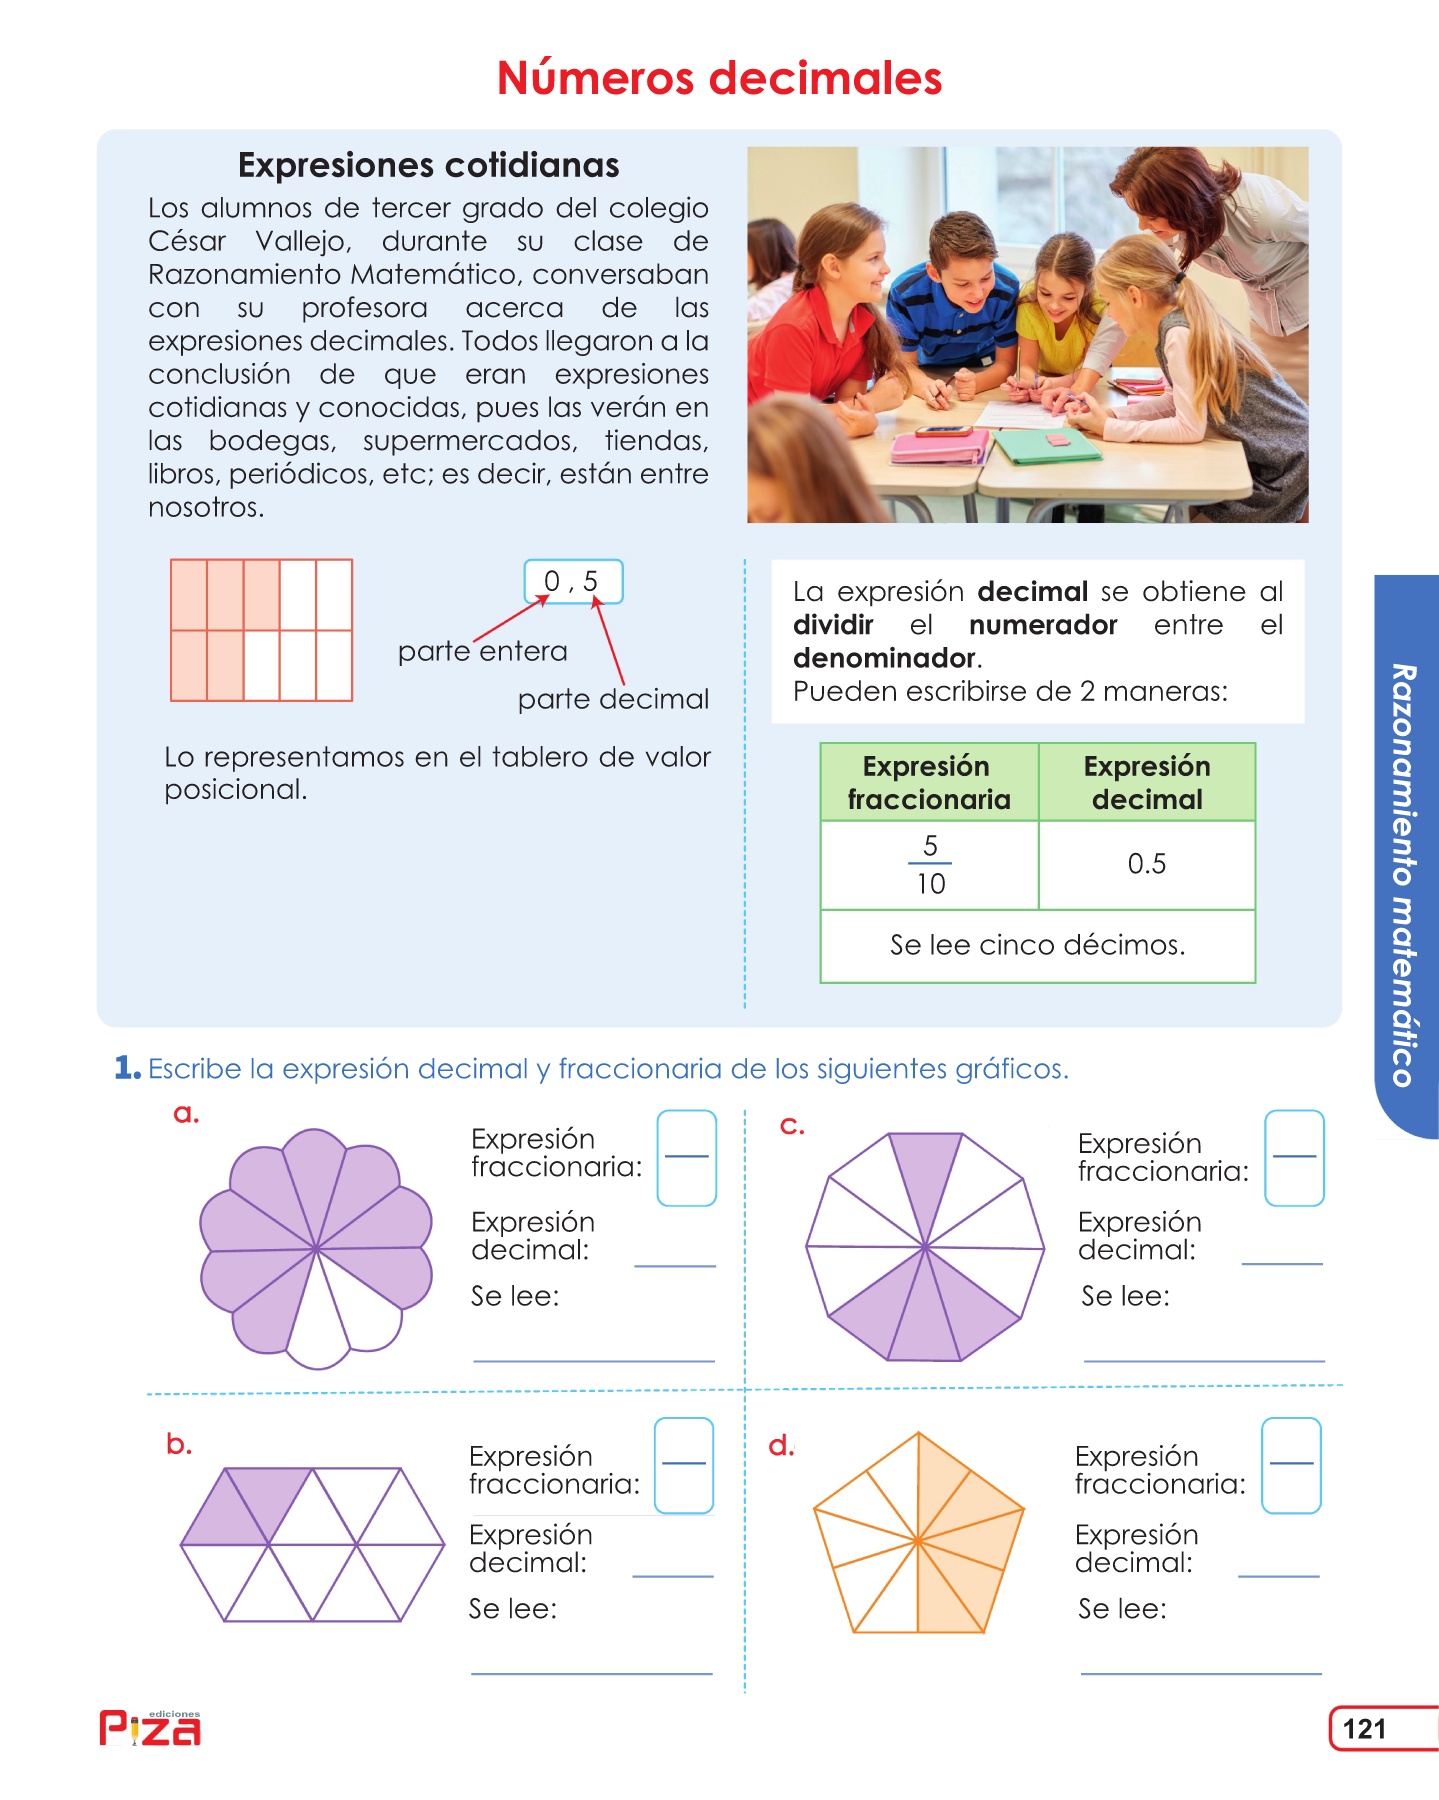 Números decimales
Expresiones cotidianas
Los alumnos de tercer grado del colegio
César Vallejo, durante su clase de
Razonamiento Matemático, conversaban
con su profesora acerca de las
expresiones decimales. Todos llegaron a la
conclusión de que eran expresiones
cotidianas y conocidas, pues las verán en
las bodegas, supermercados, tiendas,
libros, periódicos, etc; es decir, están entre
nosotros.
0 , 5
parte entera
parte decimal
Lo representamos en el tablero de valor
posicional.
La expresión decimal se obtiene al
dividir el numerador entre el
denominador.
Pueden escribirse de 2 maneras:
Expresión
fraccionaria
Expresión
decimal
5
10
0.5
Se lee cinco décimos.
Razonamiento matemático
1. Escribe la expresión decimal y fraccionaria de los siguientes gráficos.
a.
Expresión
fraccionaria:
Expresión
decimal:
Se lee:
c.
Expresión
fraccionaria:
Expresión
decimal:
Se lee:
b.
Expresión
fraccionaria:
Expresión
decimal:
Se lee:
d.
Expresión
fraccionaria:
Expresión
decimal:
Se lee:
ediciones
Piza
121